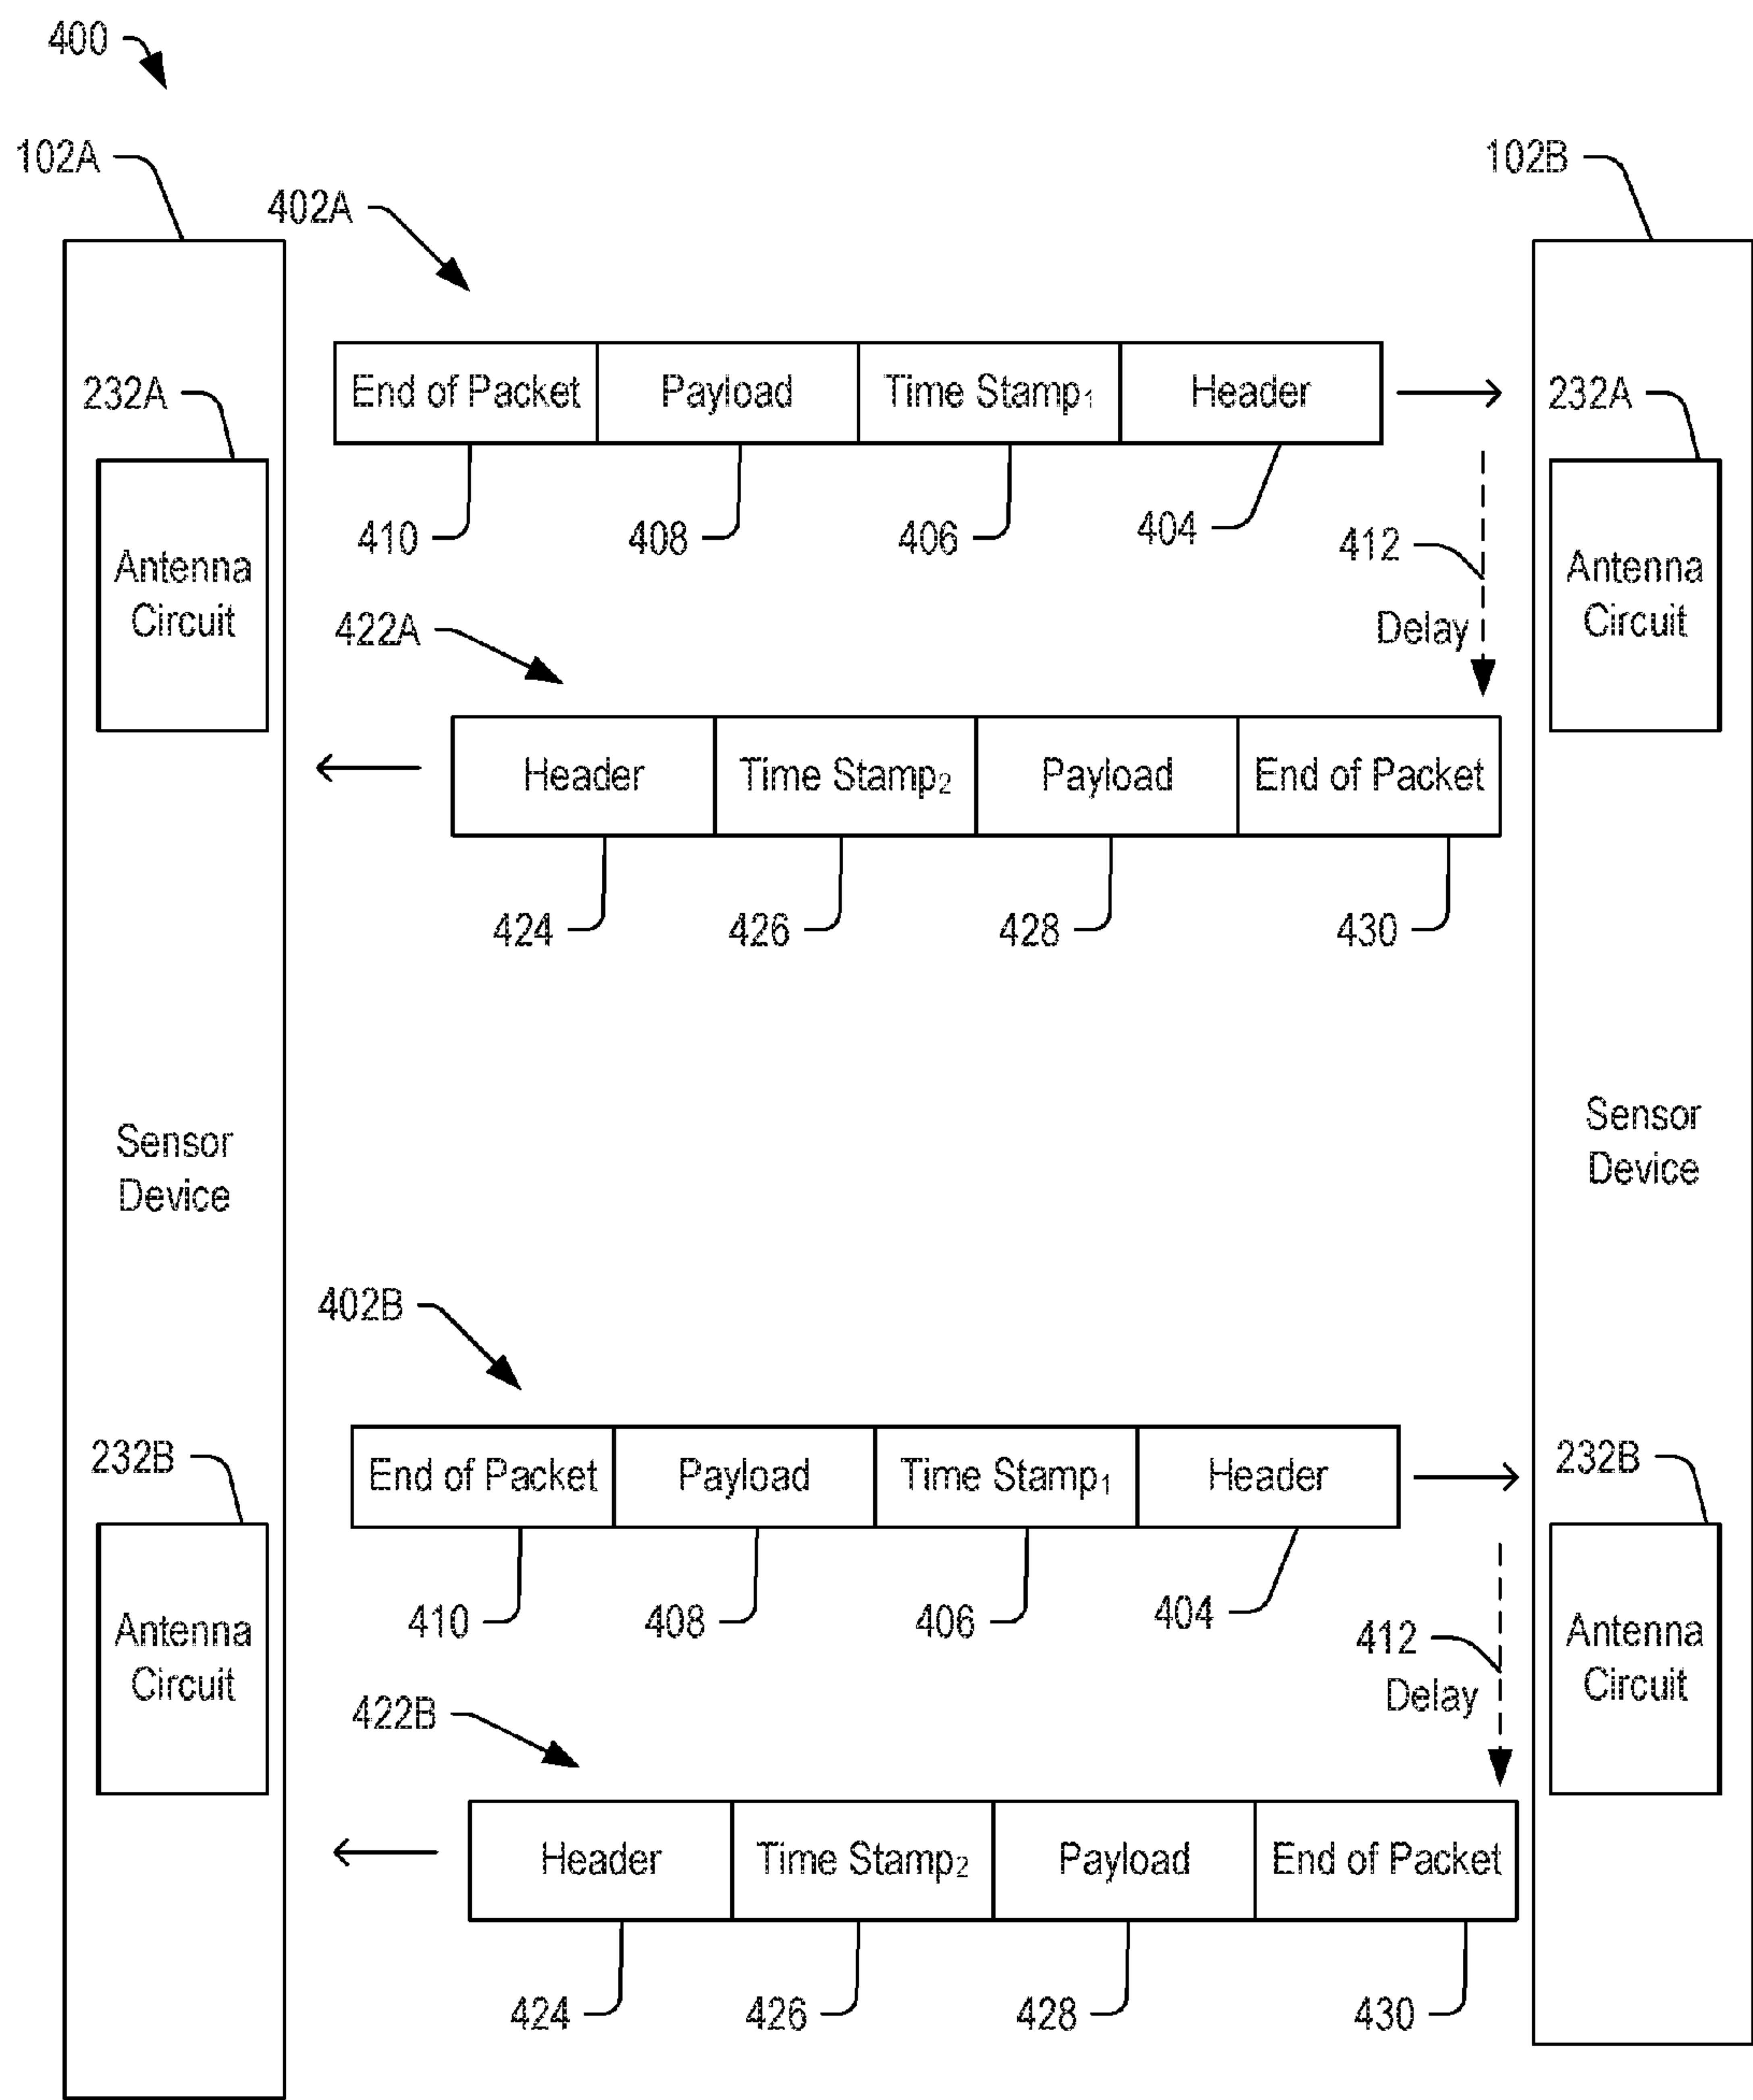 400
102A
102B
402A
232A
End of Packet Payload Time Stamp₁ Header
232A
410 408 406 404
412
Antenna
Circuit
Antenna
Circuit
Delay
422A
Header Time Stamp₂ Payload End of Packet
424 426 428 430
Sensor
Device
Sensor
Device
402B
232B
End of Packet Payload Time Stamp₁ Header
232B
410 408 406 404
412
Antenna
Circuit
Antenna
Circuit
Delay
422B
Header Time Stamp₂ Payload End of Packet
424 426 428 430